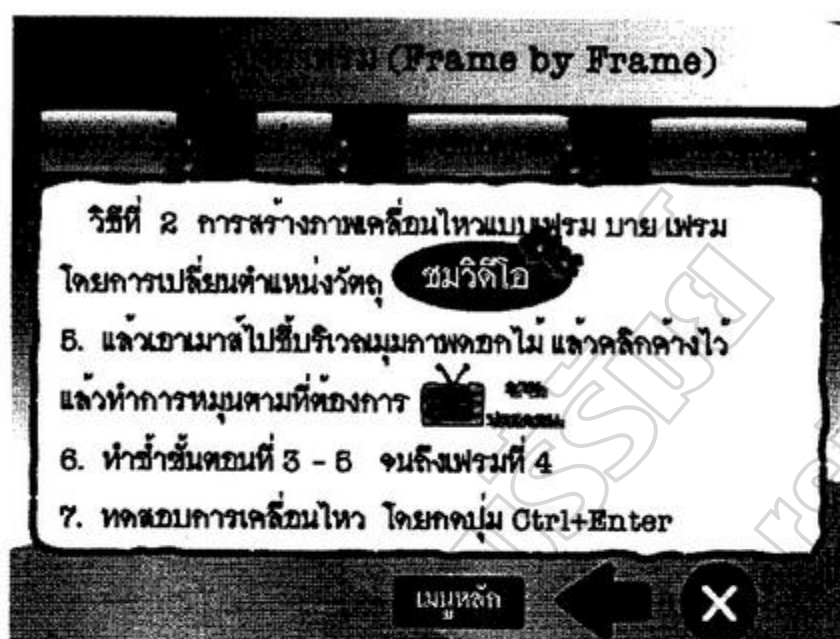 (Frame by Frame)
วิธีที่ 2 การสร้างภาพเคลื่อนไหวแบบเฟรม บาย เฟรม
โดยการเปลี่ยนตำแหน่งวัตถุ ชมวิดีโอ
5. แล้วเอาเมาส์ไปชี้บริเวณมุมภาพดอกไม้ แล้วคลิกค้างไว้
แล้วทำการหมุนตามที่ต้องการ
6. ทำซ้ำขั้นตอนที่ 3 - 5 จนถึงเฟรมที่ 4
7. ทดสอบการเคลื่อนไหว โดยกดปุ่ม Ctrl+Enter
เมนูหลัก